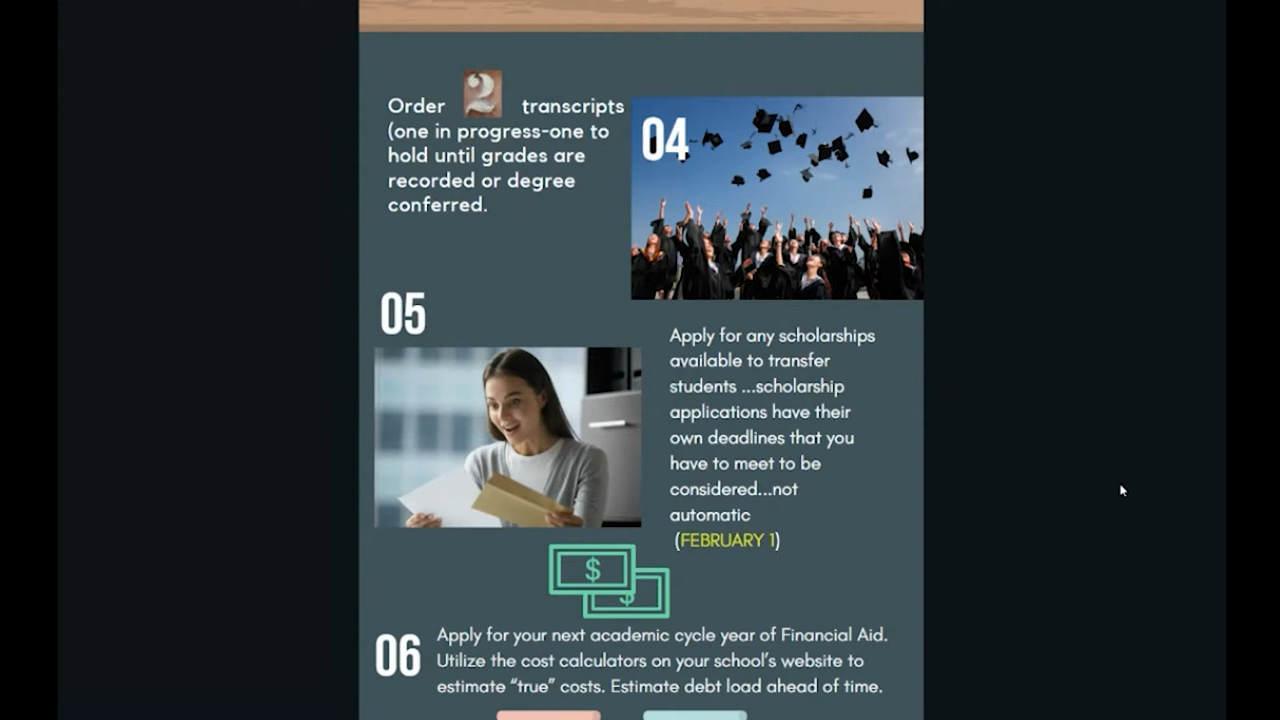 Order 2 transcripts
(one in progress-one to
hold until grades are
recorded or degree
conferred.
04
05
Apply for any scholarships
available to transfer
students ...scholarship
applications have their
own deadlines that you
have to meet to be
considered...not
automatic
(FEBRUARY 1)
$
$
06
Apply for your next academic cycle year of Financial Aid.
Utilize the cost calculators on your school's website to
estimate “true” costs. Estimate debt load ahead of time.